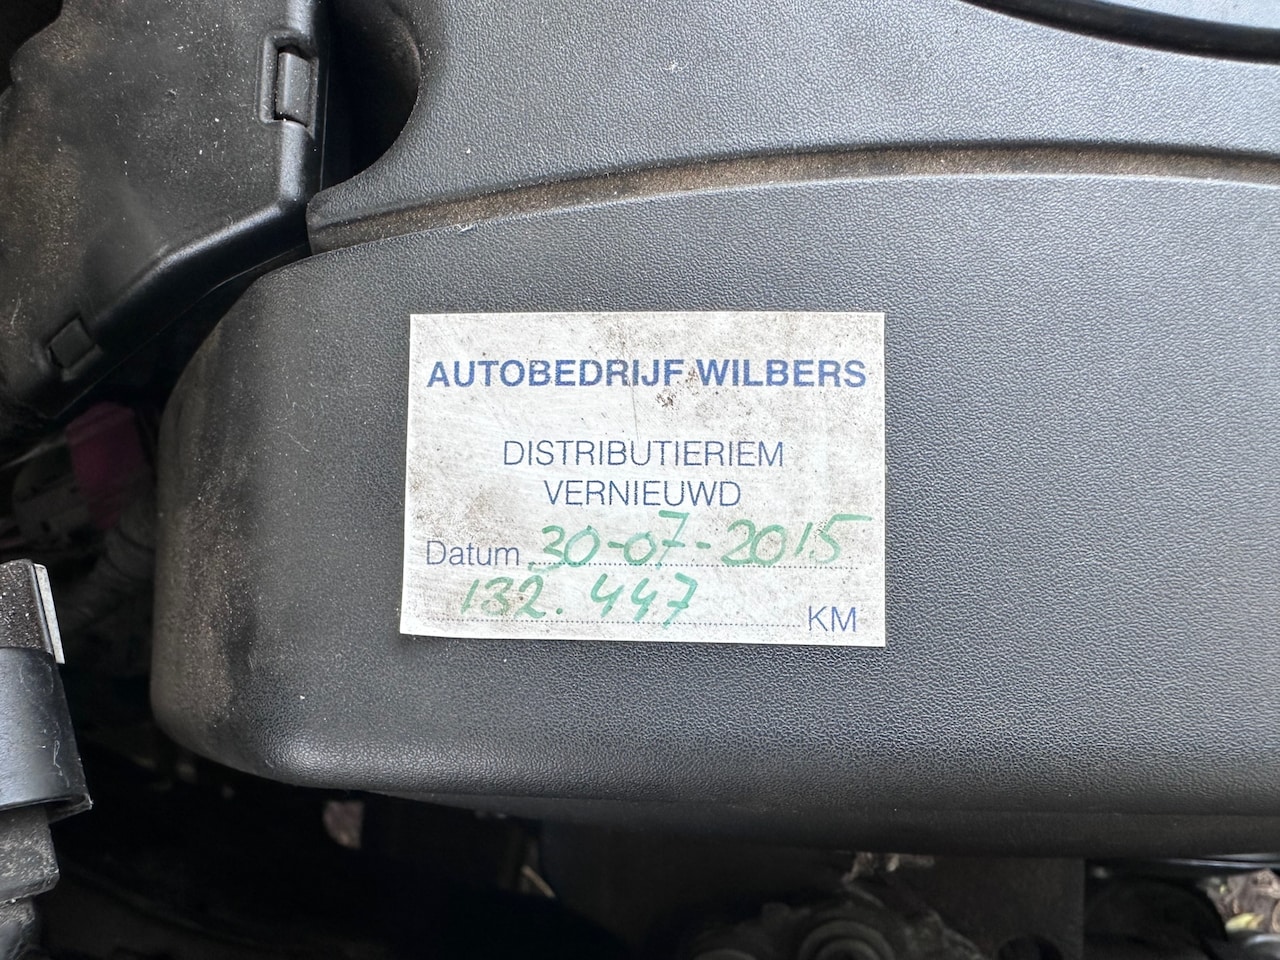 AUTOBEDRIJF WILBERS
DISTRIBUTIERIEM
VERNIEUWD
Datum 30-07-2015
132.447 KM